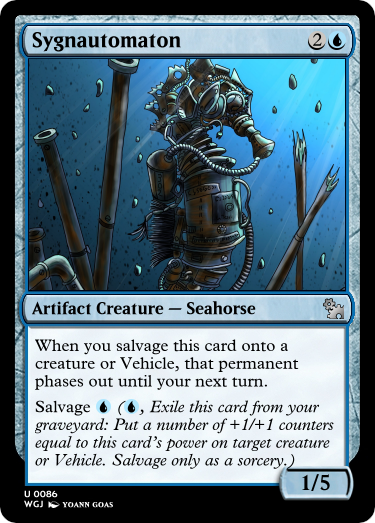 Sygnautomaton 2
Artifact Creature — Seahorse
When you salvage this card onto a
creature or Vehicle, that permanent
phases out until your next turn.
Salvage (, Exile this card from your
graveyard: Put a number of +1/+1 counters
equal to this card's power on target creature
or Vehicle. Salvage only as a sorcery.)
1/5
U 0086
WGJ YOANN GOAS